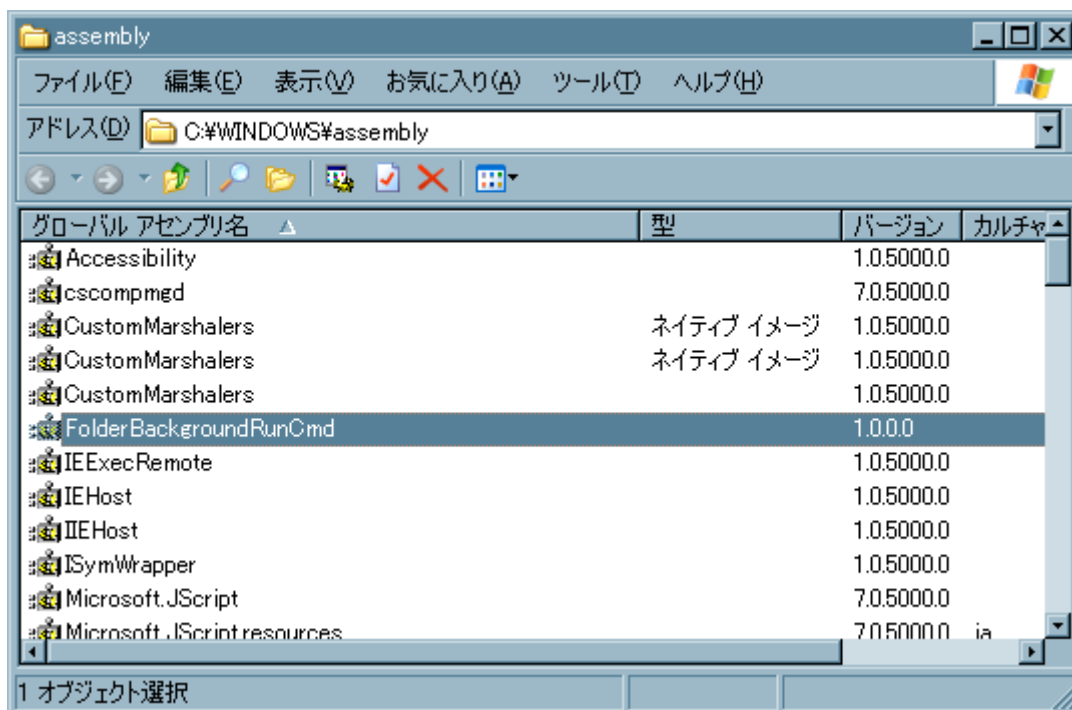 assembly
ファイル(F) 編集(E) 表示(V) お気に入り(A) ツール(T) ヘルプ(H)
アドレス(D) C:¥WINDOWS¥assembly
グローバル アセンブリ名 型 バージョン カルチャ
Accessibility 1.0.5000.0
cscompmgd 7.0.5000.0
CustomMarshalers ネイティブ イメージ 1.0.5000.0
CustomMarshalers ネイティブ イメージ 1.0.5000.0
CustomMarshalers 1.0.5000.0
FolderBackgroundRunCmd 1.0.0.0
IEExecRemote 1.0.5000.0
IEHost 1.0.5000.0
IIEHost 1.0.5000.0
ISymWrapper 1.0.5000.0
Microsoft.JScript 7.0.5000.0
Microsoft.JScript.resources 7.0.5000.0 ja
1 オブジェクト選択